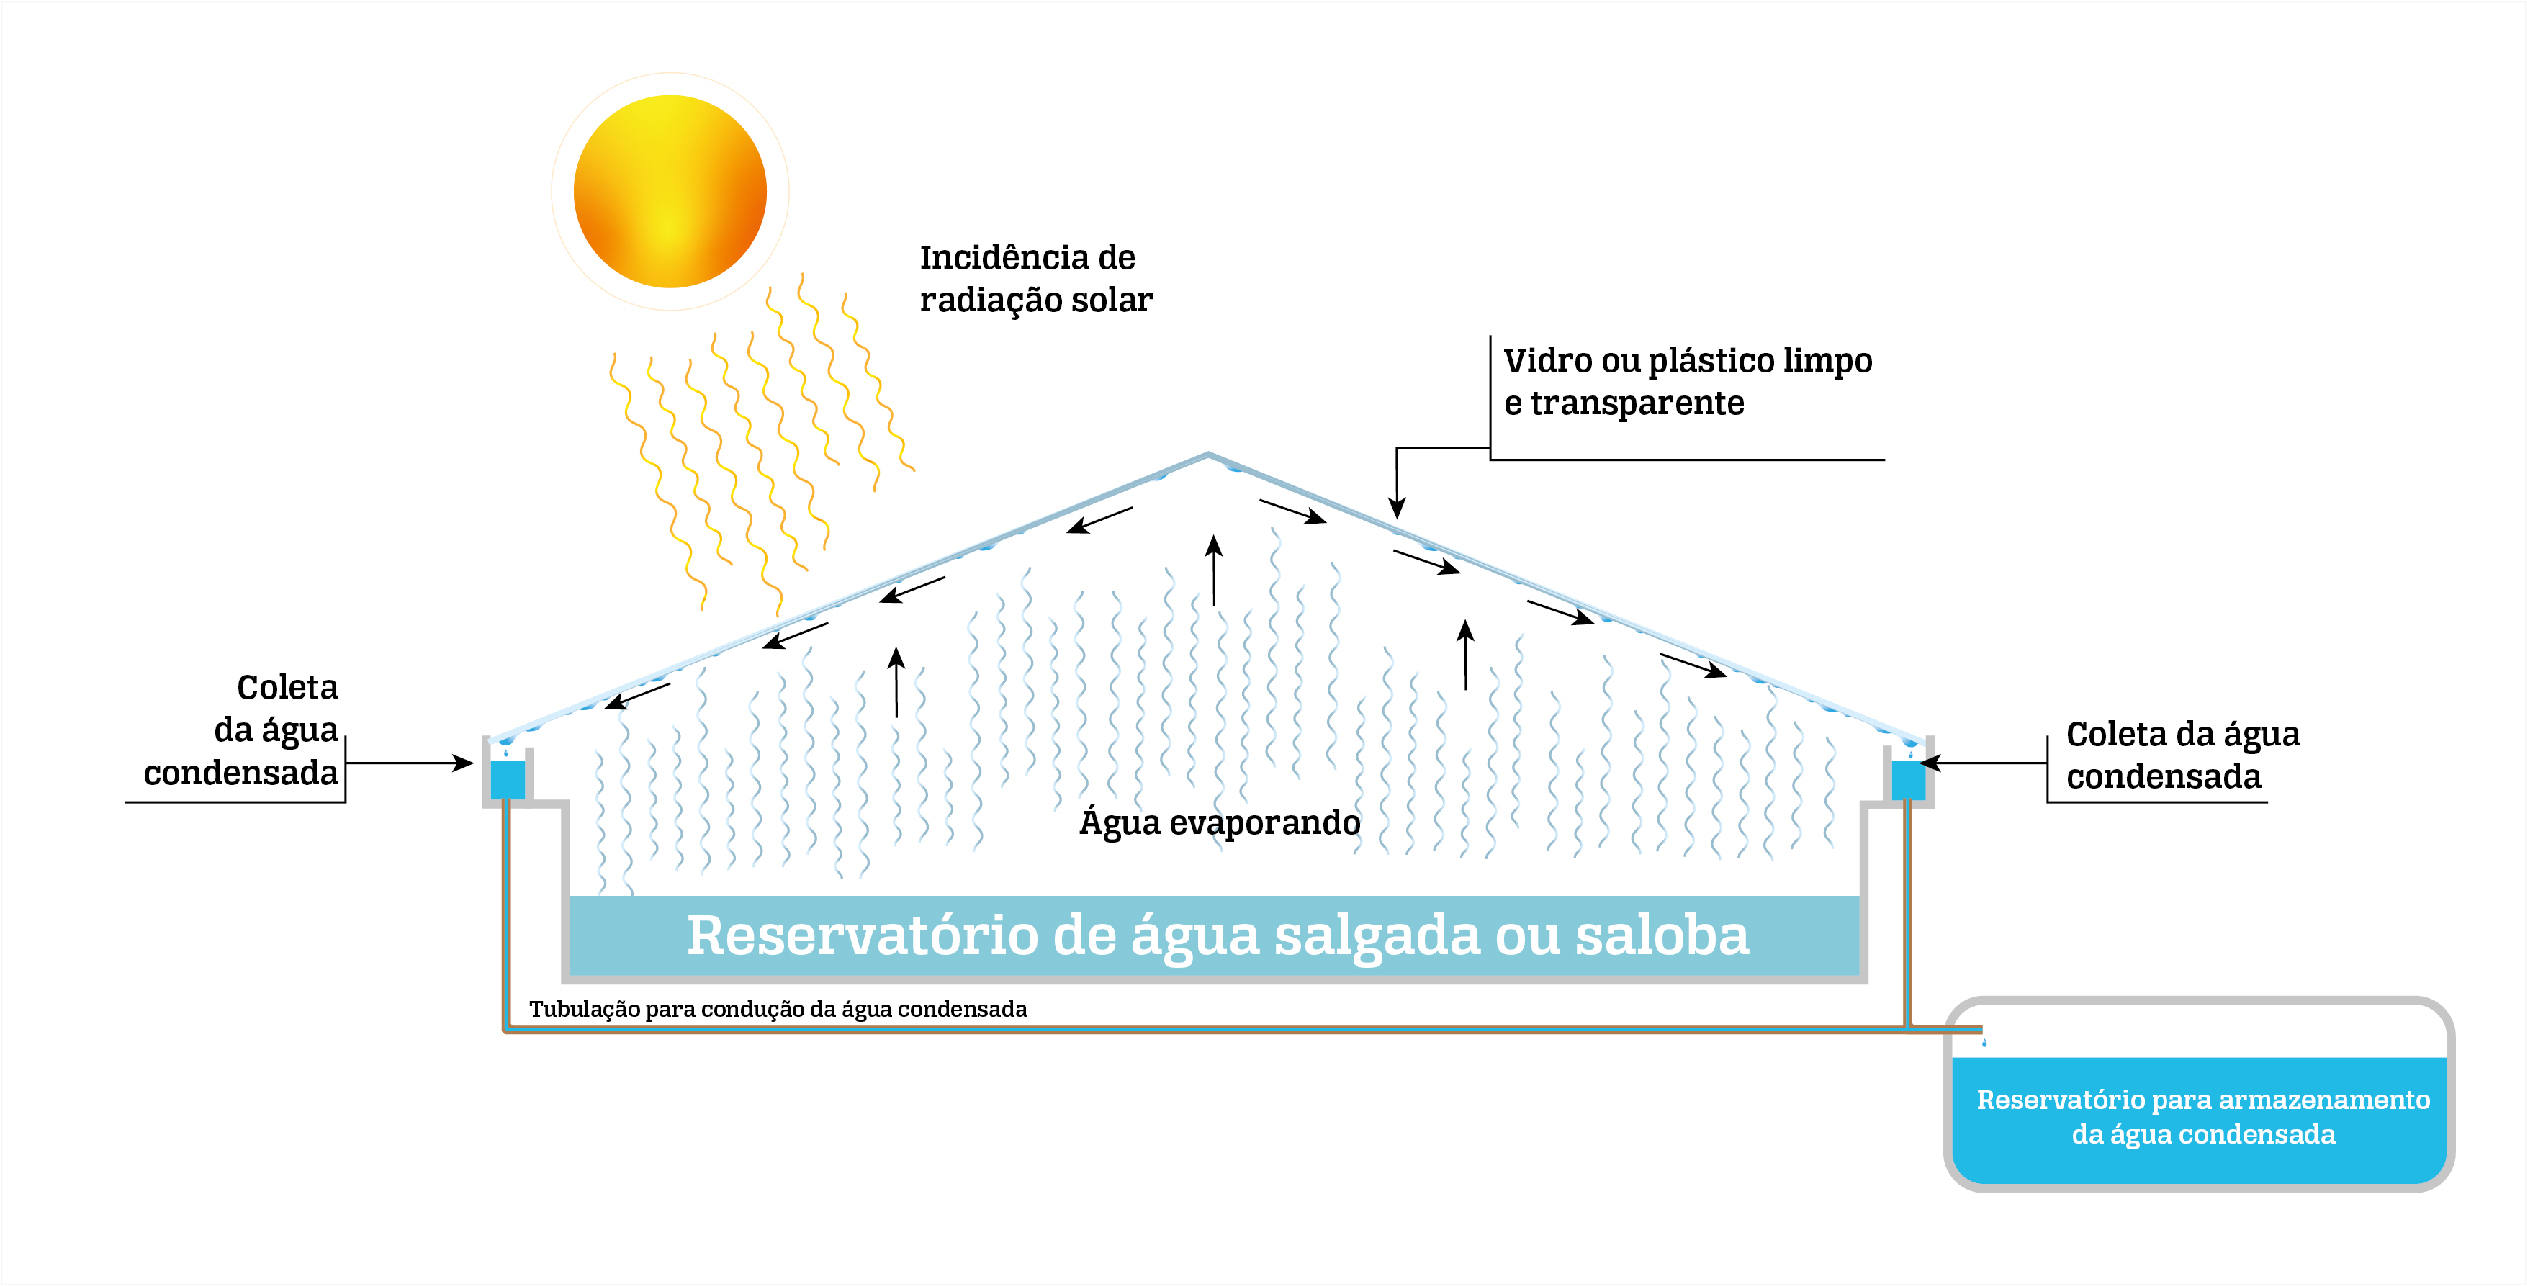 Incidência de
radiação solar
Vidro ou plástico limpo
e transparente
Coleta
da água
condensada
Coleta da água
condensada
Água evaporando
Reservatório de água salgada ou saloba
Tubulação para condução da água condensada
Reservatório para armazenamento
da água condensada